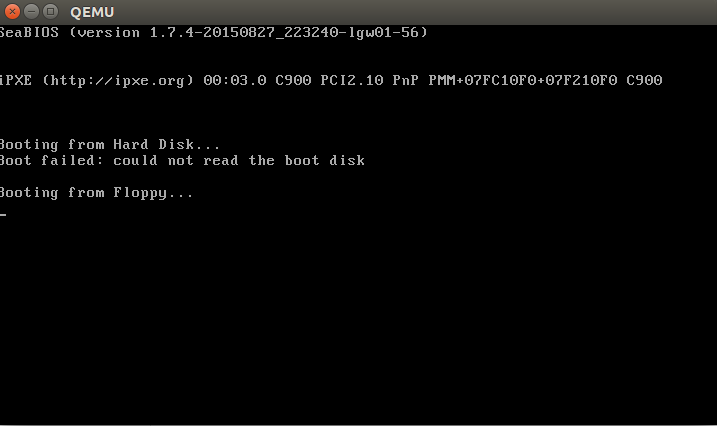 QEMU
SeaBIOS (version 1.7.4-20150827_223240-lgw01-56)
iPXE (http://ipxe.org) 00:03.0 C900 PCI2.10 PnP PMM+07FC10F0+07F210F0 C900
Booting from Hard Disk...
Boot failed: could not read the boot disk
Booting from Floppy...